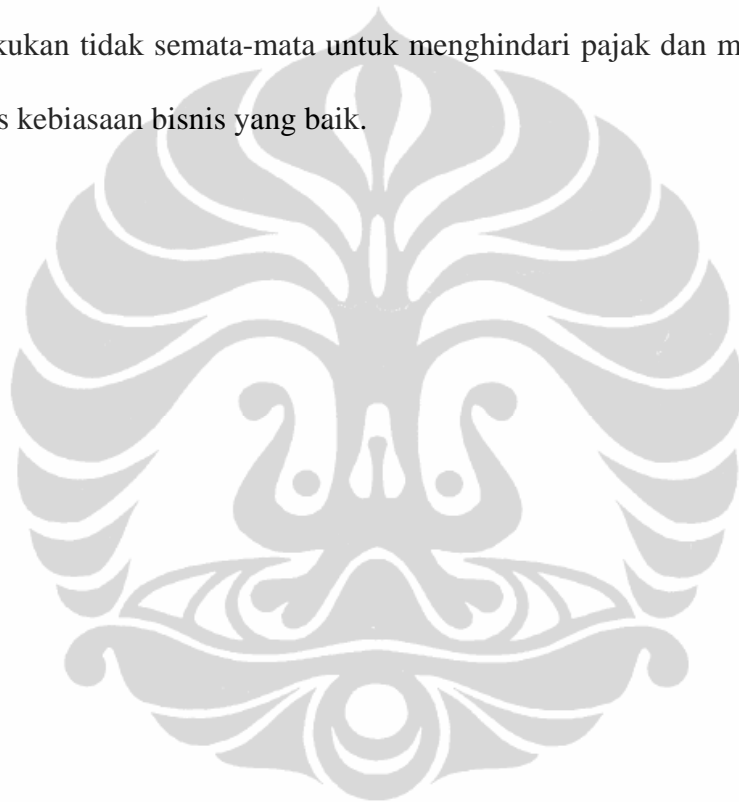 kukan tidak semata-mata untuk menghindari pajak dan m
s kebiasaan bisnis yang baik.